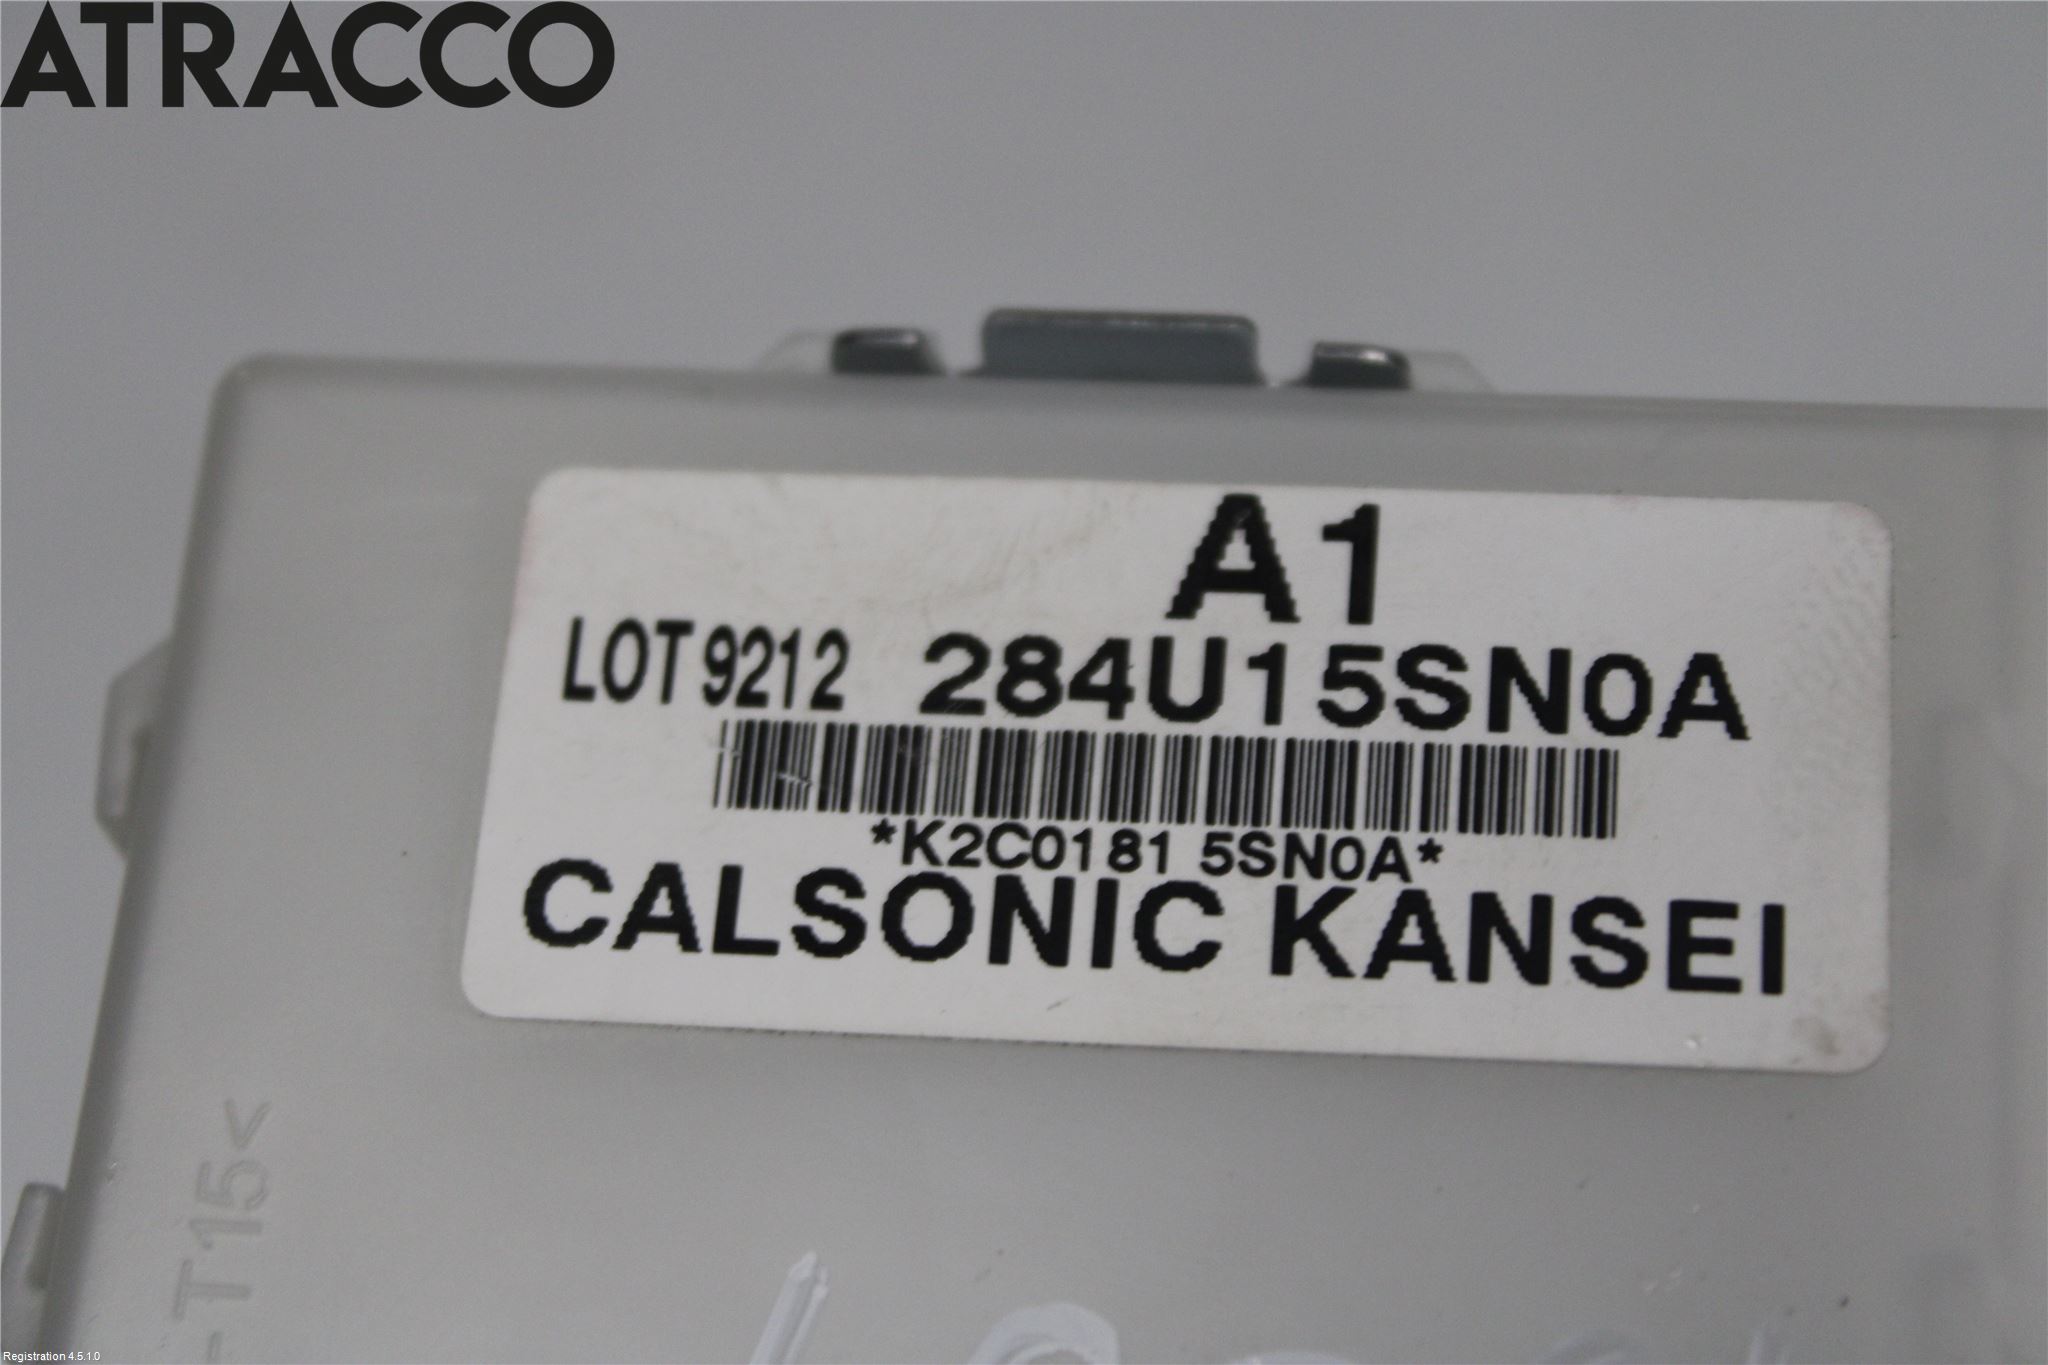 ATRACCO
A1
LOT 9212 284U15SN0A
*K2C0181 5SN0A*
CALSONIC KANSEI
-T15<
Registration 4.5.1.0